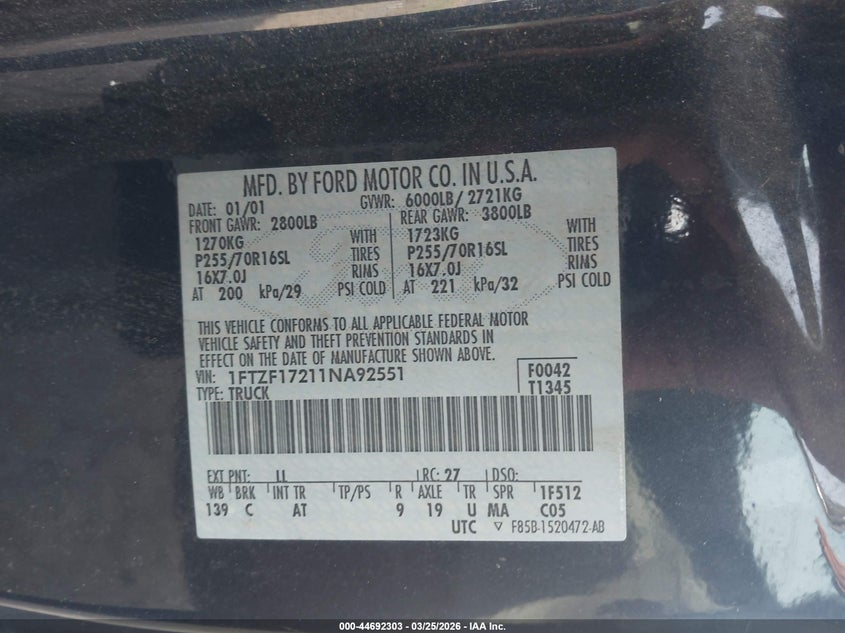 MFD. BY FORD MOTOR CO. IN U.S.A.
DATE: 01/01 GVWR: 6000LB/ 2721KG
FRONT GAWR: 2800LB REAR GAWR: 3800LB
1270KG WITH 1723KG WITH
P255/70R16SL TIRES P255/70R16SL TIRES
16X7.0J RIMS 16X7.0J RIMS
AT 200 kPa/29 PSI COLD AT 221 kPa/32 PSI COLD
THIS VEHICLE CONFORMS TO ALL APPLICABLE FEDERAL MOTOR
VEHICLE SAFETY AND THEFT PREVENTION STANDARDS IN
EFFECT ON THE DATE OF MANUFACTURE SHOWN ABOVE.
VIN: 1FTZF17211NA92551 F0042
TYPE: TRUCK T1345
EXT PNT: LL RC: 27 DSO:
WB BRK INT TR TP/PS R AXLE TR SPR 1F512
139 C AT 9 19 U MA C05
UTC ▽ F85B-1520472-AB
000-44692303 — 03/25/2026 — IAA Inc.